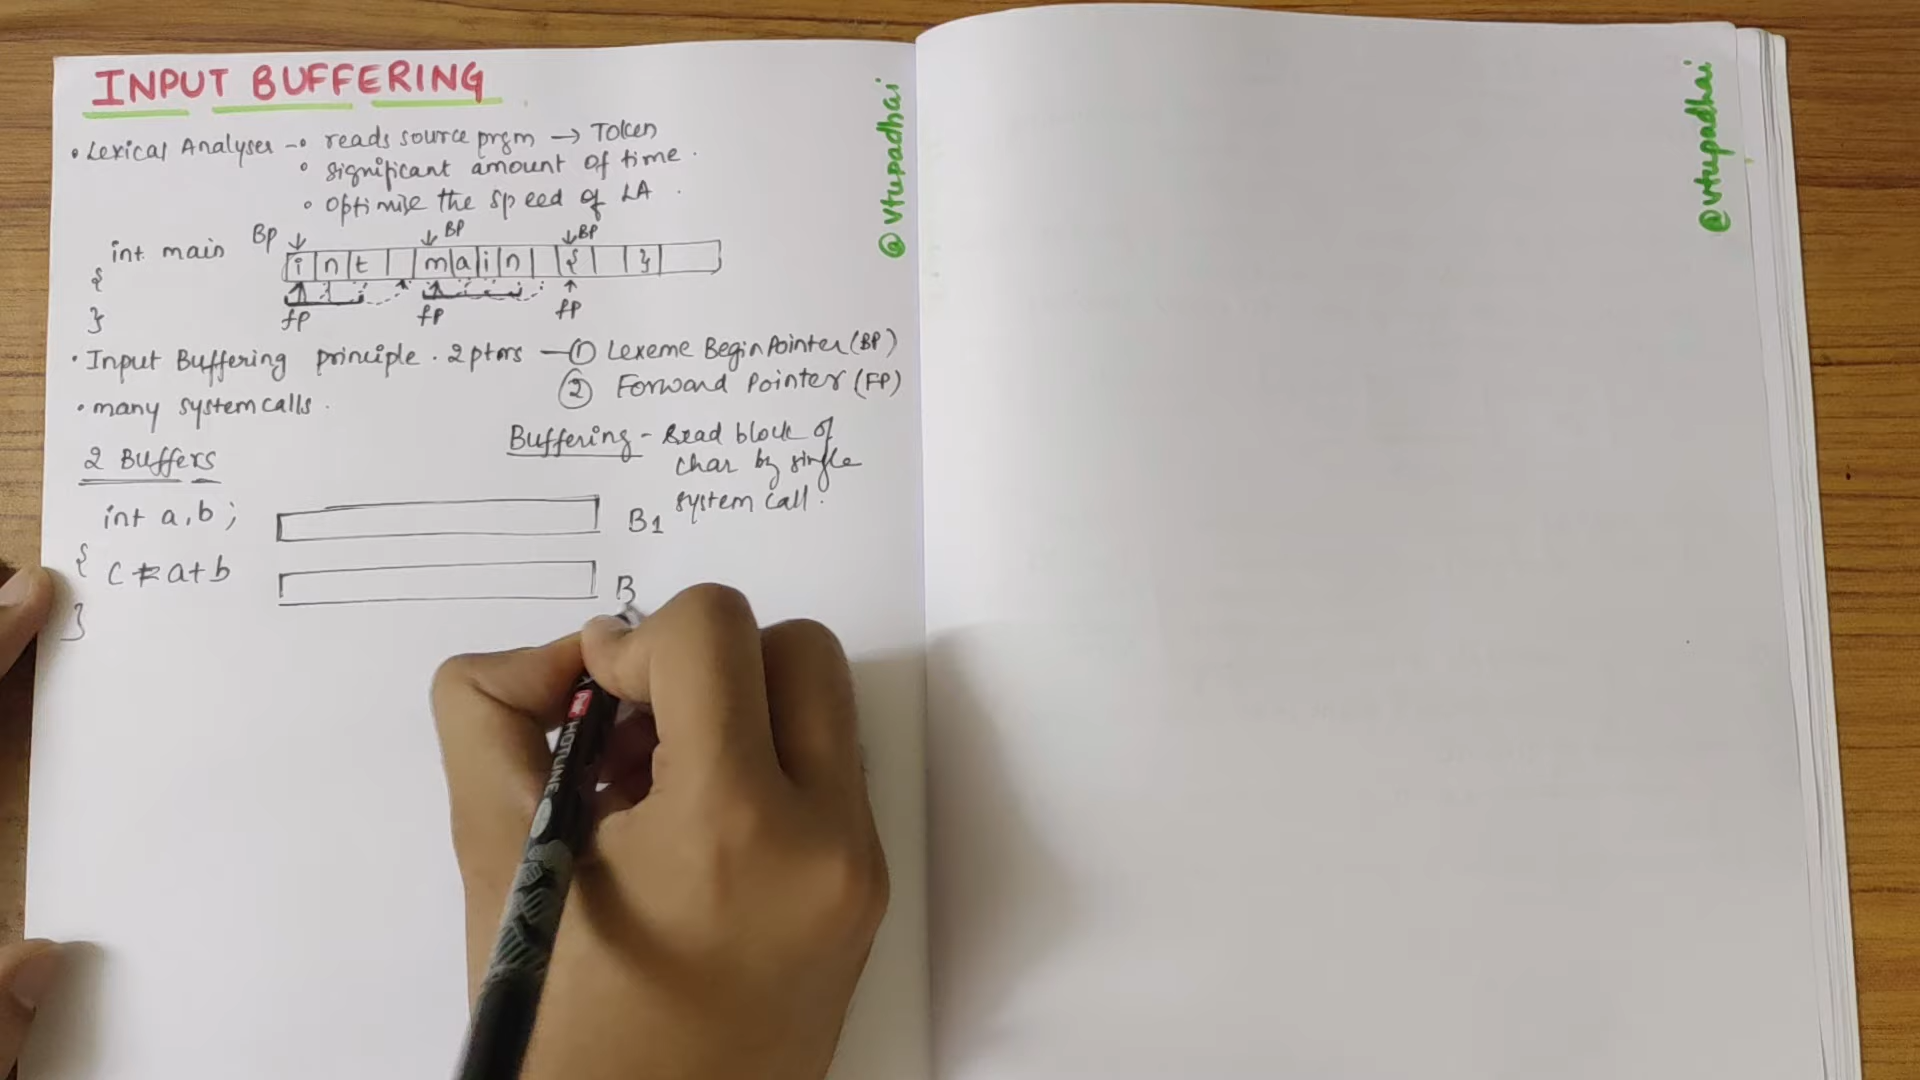 INPUT BUFFERING
• Lexical Analyser -∘ reads source prgm → Token
∘ significant amount of time.
∘ optimise the speed of LA.
int main
{
}
BP ↓ ↓ BP ↓BP
i n t m a i n { }
fp fp fp
• Input Buffering principle. 2 ptrs — ① Lexeme Begin Pointer (BP)
② Forward Pointer (FP)
• many system calls.
Buffering - Read block of
char by single
system call.
2 Buffers
int a,b;
{ c = a+b
}
B1
B
@vtupadhai
@vtupadhai
HOTLINE